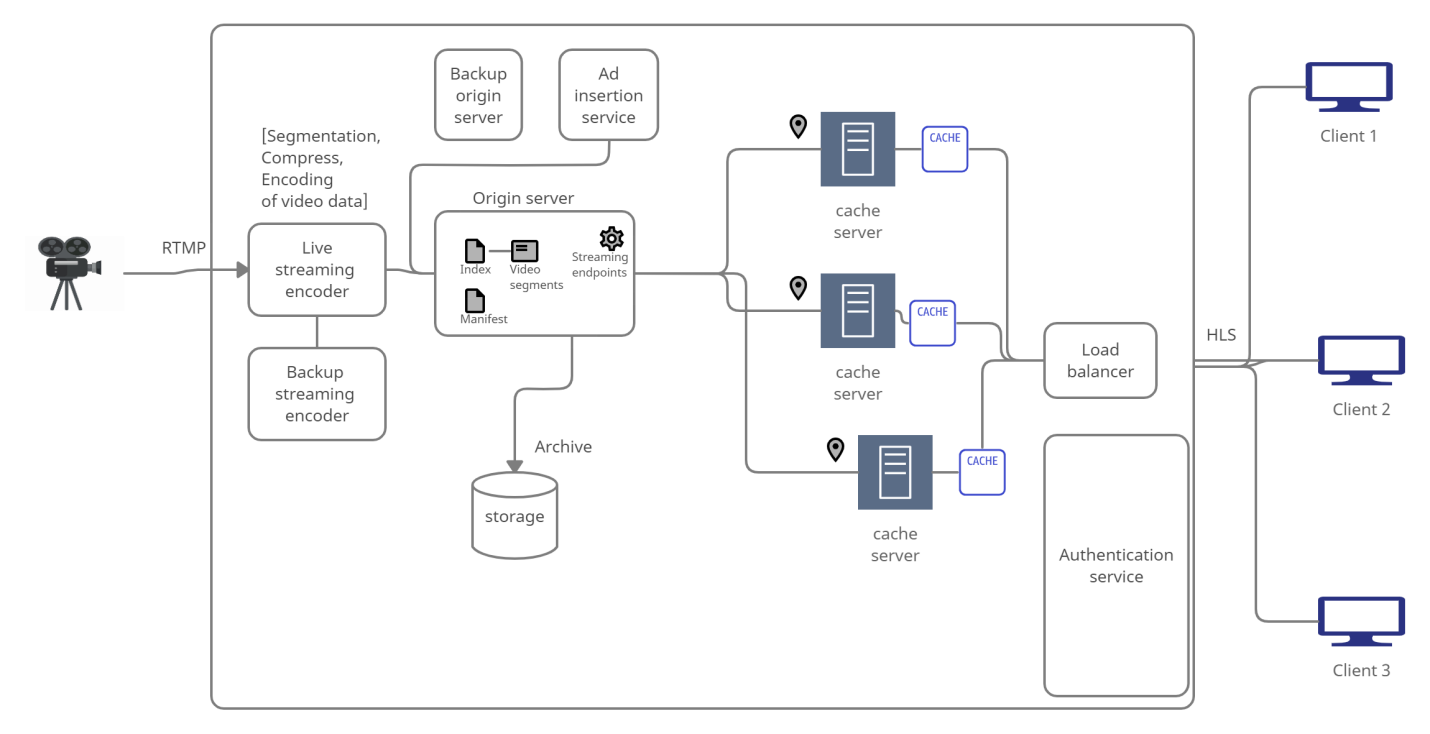 Backup
origin
server
Ad
insertion
service
[Segmentation,
Compress,
Encoding
of video data]
Origin server
RTMP
Live
streaming
encoder
Index
Video
segments
Streaming
endpoints
Manifest
Backup
streaming
encoder
Archive
storage
CACHE
cache
server
CACHE
cache
server
CACHE
cache
server
Load
balancer
Authentication
service
HLS
Client 1
Client 2
Client 3